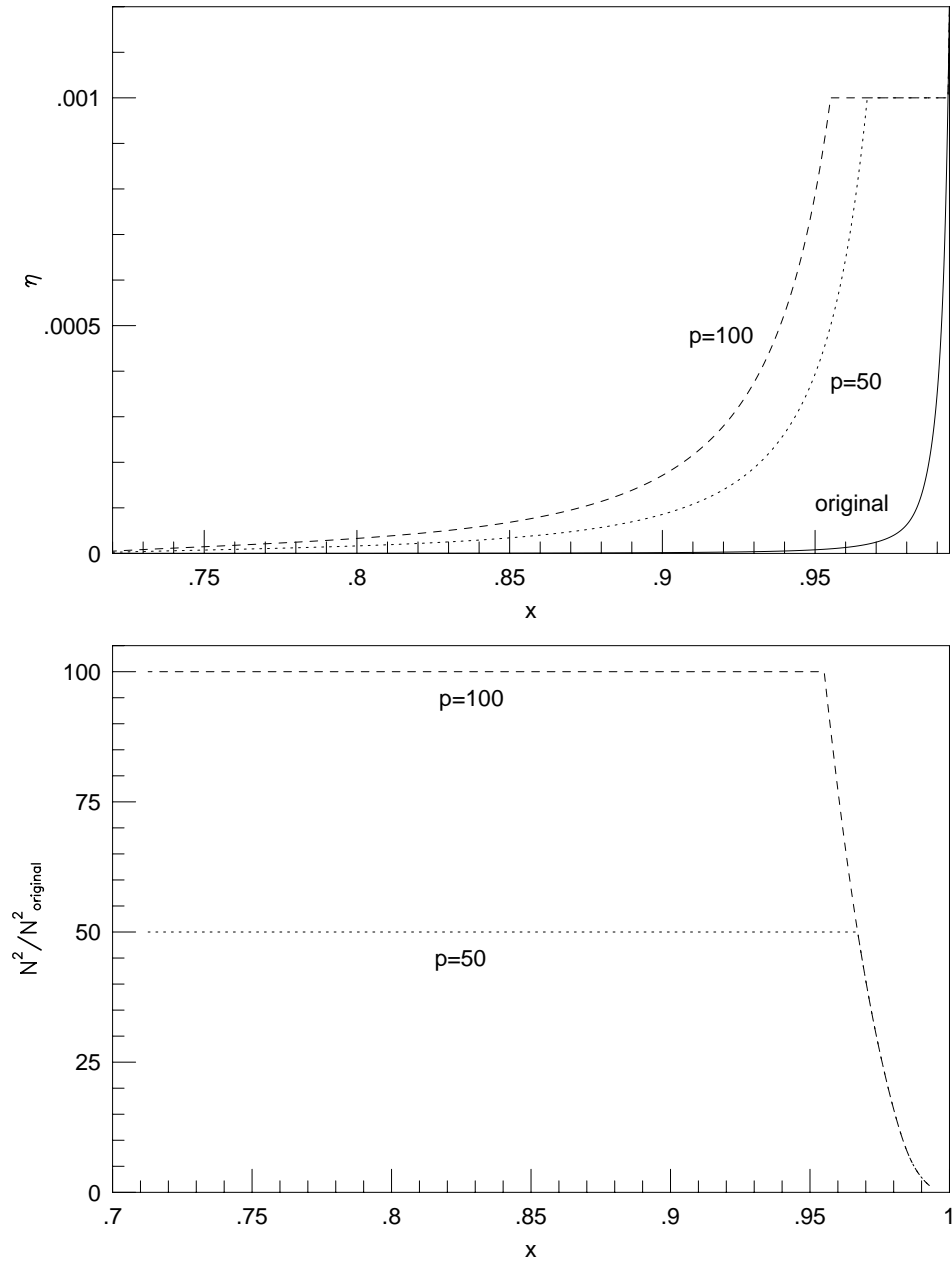 .001
η
.0005
p=100
p=50
original
0
.75
.8
.85
.9
.95
x
100
p=100
75
N²/N²original
50
p=50
25
0
.7
.75
.8
.85
.9
.95
1
x